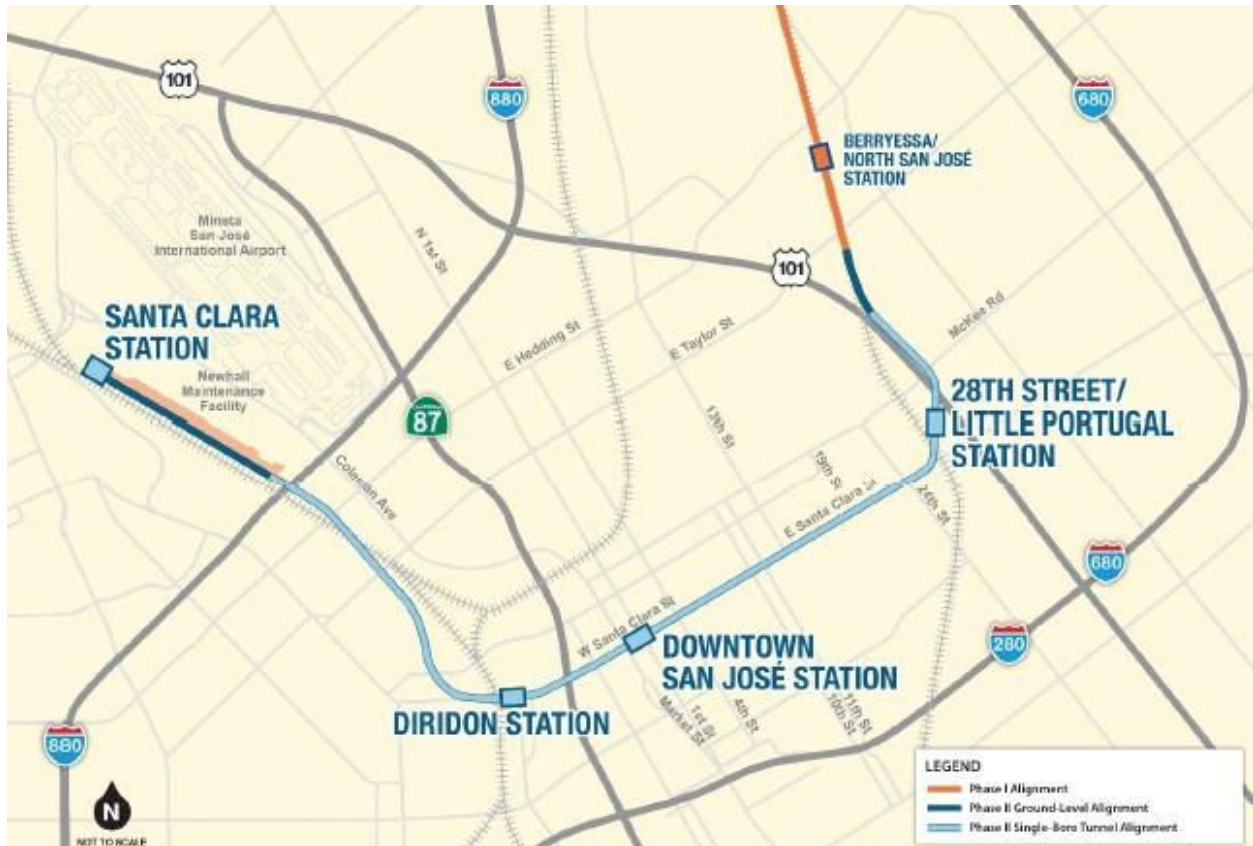 101
880
680
BERRYESSA/
NORTH SAN JOSÉ
STATION
Mineta
San José
International Airport
N 1st St
101
SANTA CLARA
STATION
E Hedding St
E Taylor St
McKee Rd
Newhall
Maintenance
Facility
87
28TH STREET/
LITTLE PORTUGAL
STATION
13th St
19th St
24th St
Coleman Ave
E Santa Clara St
680
W Santa Clara St
DOWNTOWN
SAN JOSÉ STATION
280
DIRIDON STATION
Market St
1st St
4th St
10th St
11th St
880
N
NOT TO SCALE
LEGEND
Phase I Alignment
Phase II Ground-Level Alignment
Phase II Single-Bore Tunnel Alignment